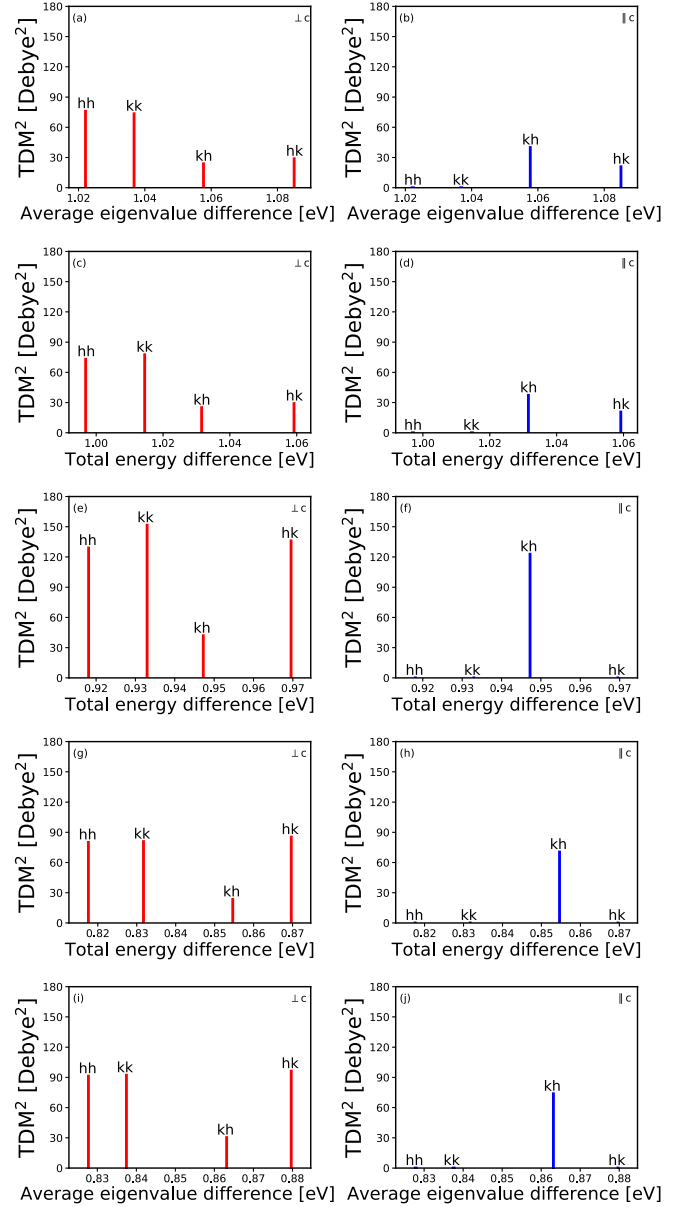 (a) ⊥c
TDM² [Debye²]
180
150
120
90
60
30
0
hh kk kh hk
1.02 1.04 1.06 1.08
Average eigenvalue difference [eV]
(b) ∥c
TDM² [Debye²]
180
150
120
90
60
30
0
hh kk kh hk
1.02 1.04 1.06 1.08
Average eigenvalue difference [eV]
(c) ⊥c
TDM² [Debye²]
180
150
120
90
60
30
0
hh kk kh hk
1.00 1.02 1.04 1.06
Total energy difference [eV]
(d) ∥c
TDM² [Debye²]
180
150
120
90
60
30
0
hh kk kh hk
1.00 1.02 1.04 1.06
Total energy difference [eV]
(e) ⊥c
TDM² [Debye²]
180
150
120
90
60
30
0
hh kk kh hk
0.92 0.93 0.94 0.95 0.96 0.97
Total energy difference [eV]
(f) ∥c
TDM² [Debye²]
180
150
120
90
60
30
0
hh kk kh hk
0.92 0.93 0.94 0.95 0.96 0.97
Total energy difference [eV]
(g) ⊥c
TDM² [Debye²]
180
150
120
90
60
30
0
hh kk kh hk
0.82 0.83 0.84 0.85 0.86 0.87
Total energy difference [eV]
(h) ∥c
TDM² [Debye²]
180
150
120
90
60
30
0
hh kk kh hk
0.82 0.83 0.84 0.85 0.86 0.87
Total energy difference [eV]
(i) ⊥c
TDM² [Debye²]
180
150
120
90
60
30
0
hh kk kh hk
0.83 0.84 0.85 0.86 0.87 0.88
Average eigenvalue difference [eV]
(j) ∥c
TDM² [Debye²]
180
150
120
90
60
30
0
hh kk kh hk
0.83 0.84 0.85 0.86 0.87 0.88
Average eigenvalue difference [eV]